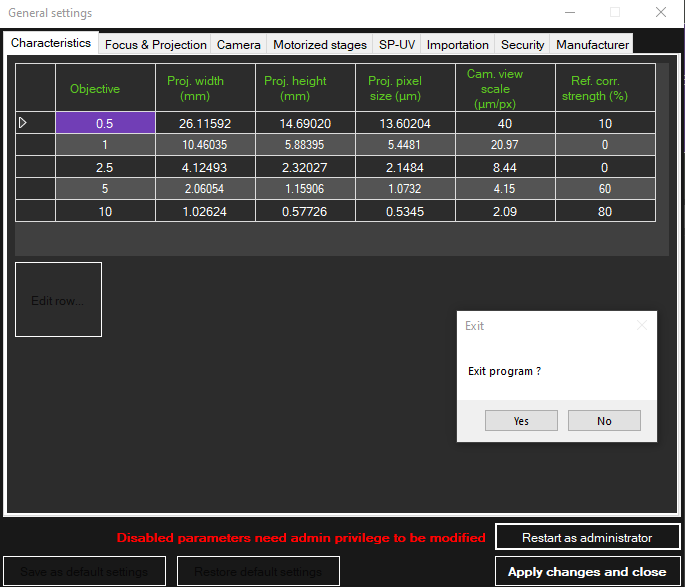 General settings
Characteristics Focus & Projection Camera Motorized stages SP-UV Importation Security Manufacturer
Objective Proj. width (mm) Proj. height (mm) Proj. pixel size (µm) Cam. view scale (µm/px) Ref. corr. strength (%)
0.5 26.11592 14.69020 13.60204 40 10
1 10.46035 5.88395 5.4481 20.97 0
2.5 4.12493 2.32027 2.1484 8.44 0
5 2.06054 1.15906 1.0732 4.15 60
10 1.02624 0.57726 0.5345 2.09 80
Edit row...
Exit
Exit program ?
Yes No
Disabled parameters need admin privilege to be modified Restart as administrator
Save as default settings Restore default settings Apply changes and close